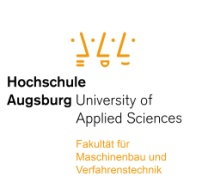 Hochschule
Augsburg University of
Applied Sciences
Fakultät für
Maschinenbau und
Verfahrenstechnik